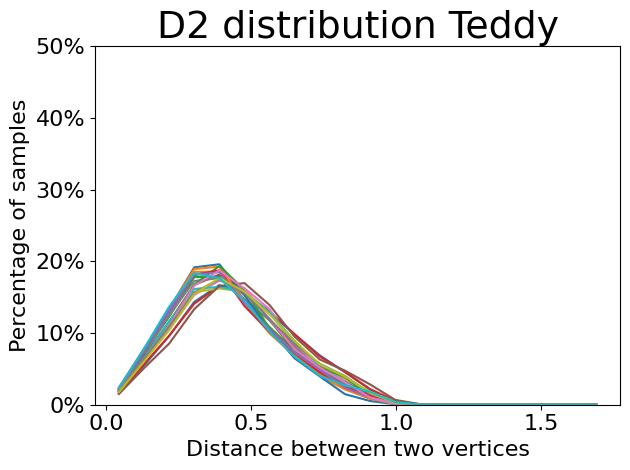 D2 distribution Teddy
50%
40%
30%
20%
10%
0%
Percentage of samples
0.0 0.5 1.0 1.5
Distance between two vertices